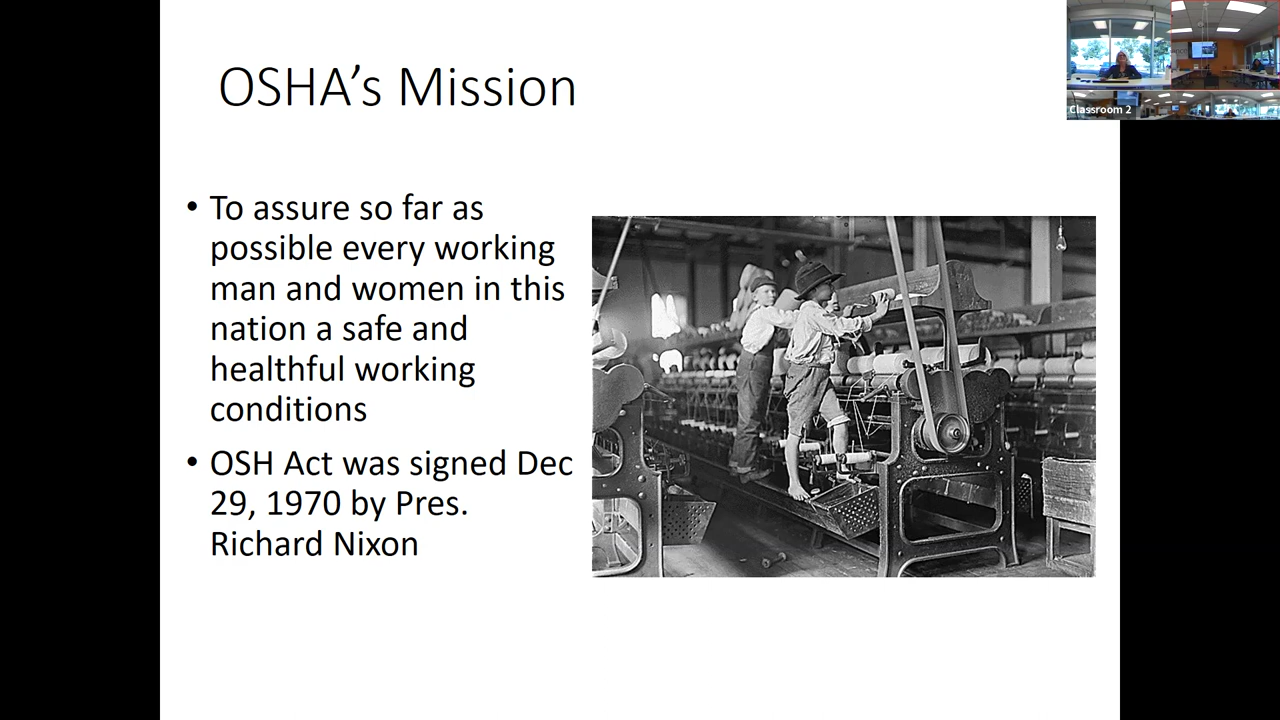 OSHA's Mission
• To assure so far as
possible every working
man and women in this
nation a safe and
healthful working
conditions
• OSH Act was signed Dec
29, 1970 by Pres.
Richard Nixon
Classroom 2